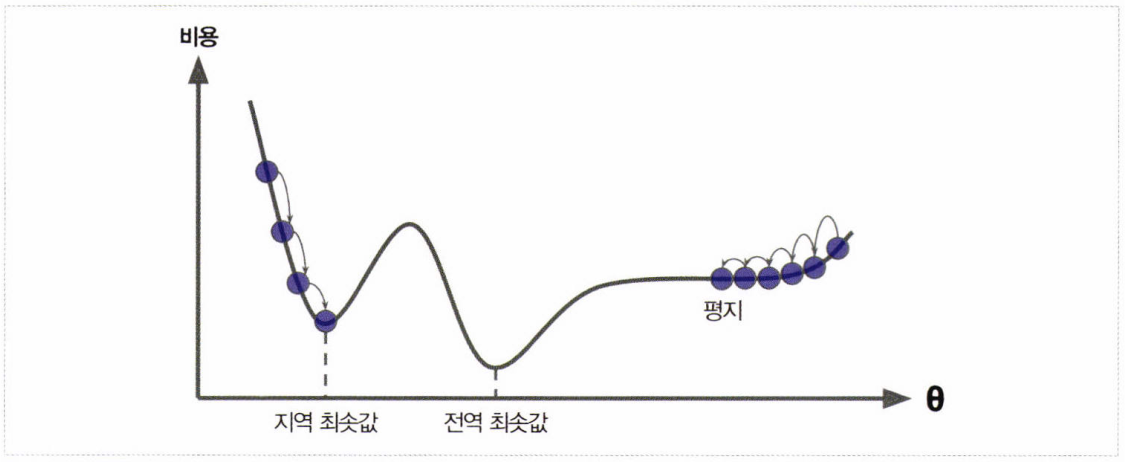 비용
평지
θ
지역 최솟값
전역 최솟값